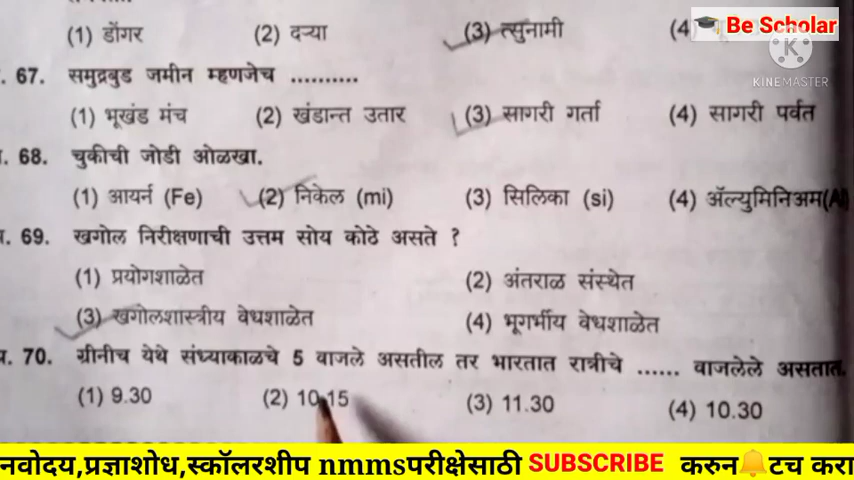 (1) डोंगर (2) दऱ्या (3) त्सुनामी (4)
Be Scholar
K
KINEMASTER
. 67. समुद्रबुड जमीन म्हणजेच ..........
(1) भूखंड मंच (2) खंडान्त उतार (3) सागरी गर्ता (4) सागरी पर्वत
68. चुकीची जोडी ओळखा.
(1) आयर्न (Fe) (2) निकेल (mi) (3) सिलिका (si) (4) ॲल्युमिनिअम(Al)
69. खगोल निरीक्षणाची उत्तम सोय कोठे असते ?
(1) प्रयोगशाळेत (2) अंतराळ संस्थेत
(3) खगोलशास्त्रीय वेधशाळेत (4) भूगर्भीय वेधशाळेत
प्र. 70. ग्रीनीच येथे संध्याकाळचे 5 वाजले असतील तर भारतात रात्रीचे ...... वाजलेले असतात.
(1) 9.30 (2) 10.15 (3) 11.30 (4) 10.30
नवोदय,प्रज्ञाशोध,स्कॉलरशीप nmmsपरीक्षेसाठी SUBSCRIBE करुन🔔टच करा